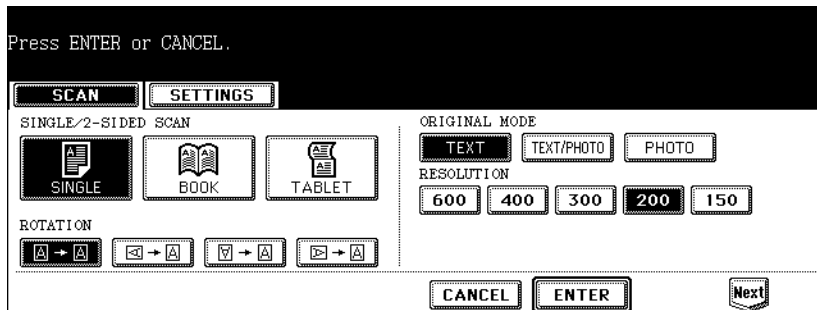 Press ENTER or CANCEL.
SCAN SETTINGS
SINGLE/2-SIDED SCAN
SINGLE BOOK TABLET
ROTATION
A → A A → A A → A A → A
ORIGINAL MODE
TEXT TEXT/PHOTO PHOTO
RESOLUTION
600 400 300 200 150
CANCEL ENTER Next